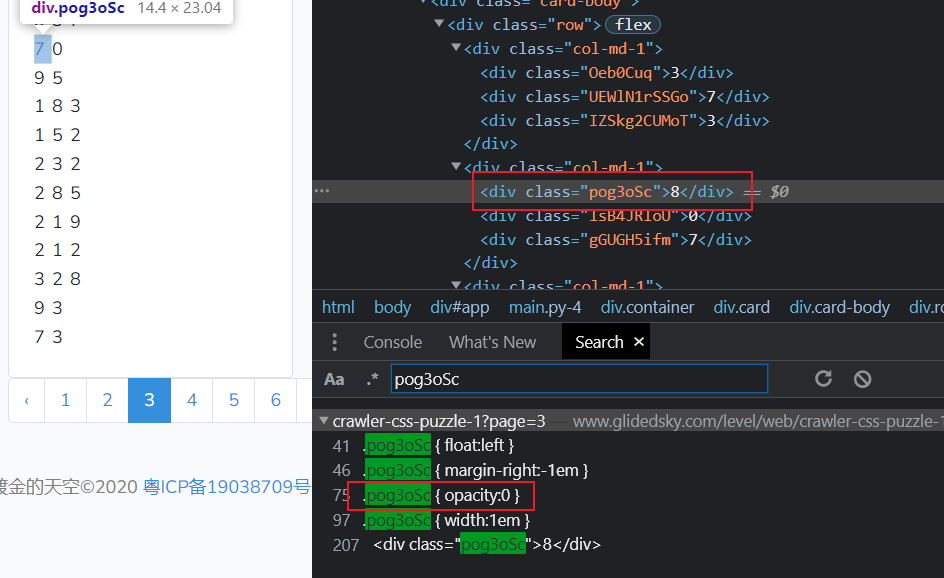 div.pog3oSc 14.4 × 23.04
7 0
9 5
1 8 3
1 5 2
2 3 2
2 8 5
2 1 9
2 1 2
3 2 8
9 3
7 3
‹ 1 2 3 4 5 6
镀金的天空©2020 粤ICP备19038709号
<div class="card-body">
<div class="row"> flex
<div class="col-md-1">
<div class="Oeb0Cuq">3</div>
<div class="UEWlN1rSSGo">7</div>
<div class="IZSkg2CUMoT">3</div>
</div>
<div class="col-md-1">
<div class="pog3oSc">8</div> == $0
<div class="IsB4JRIoU">0</div>
<div class="gGUGH5ifm">7</div>
</div>
<div class="col-md-1">
html body div#app main.py-4 div.container div.card div.card-body div.ro
Console What's New Search ×
Aa .* pog3oSc
crawler-css-puzzle-1?page=3 — www.glidedsky.com/level/web/crawler-css-puzzle-1
41 .pog3oSc { float:left }
46 .pog3oSc { margin-right:-1em }
75 .pog3oSc { opacity:0 }
97 .pog3oSc { width:1em }
207 <div class="pog3oSc">8</div>